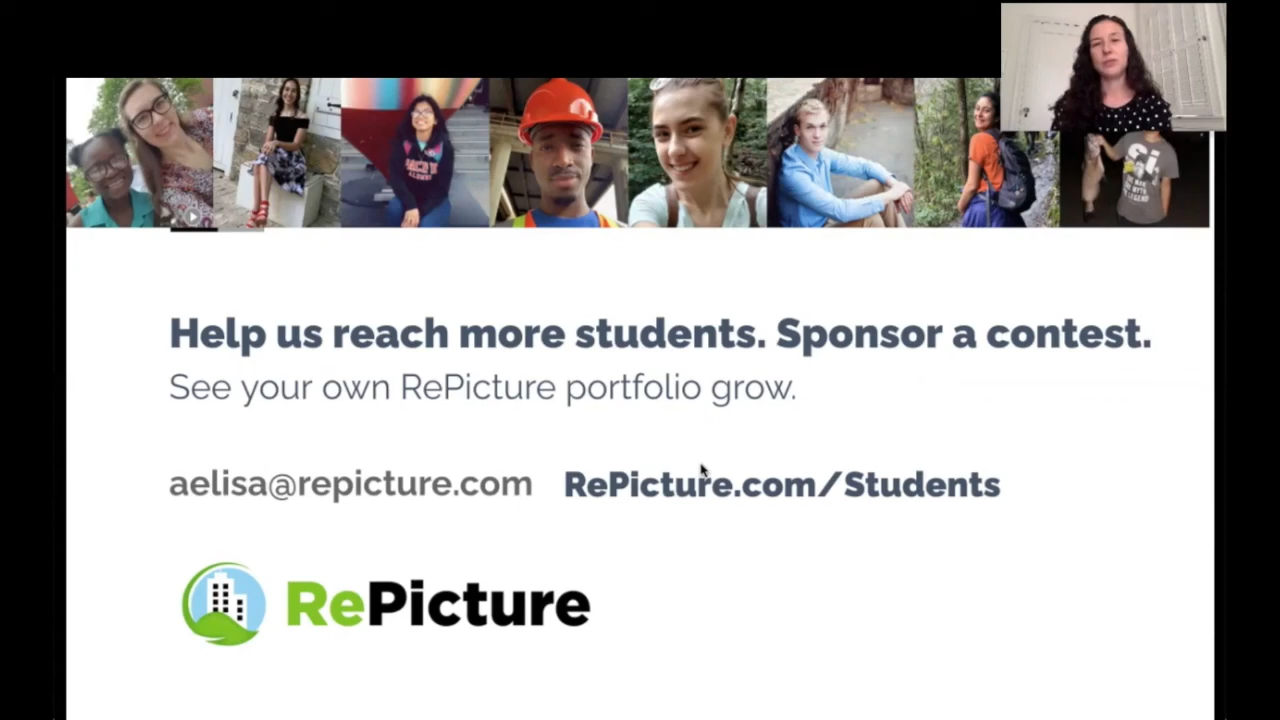 Help us reach more students. Sponsor a contest.
See your own RePicture portfolio grow.
aelisa@repicture.com RePicture.com/Students
RePicture